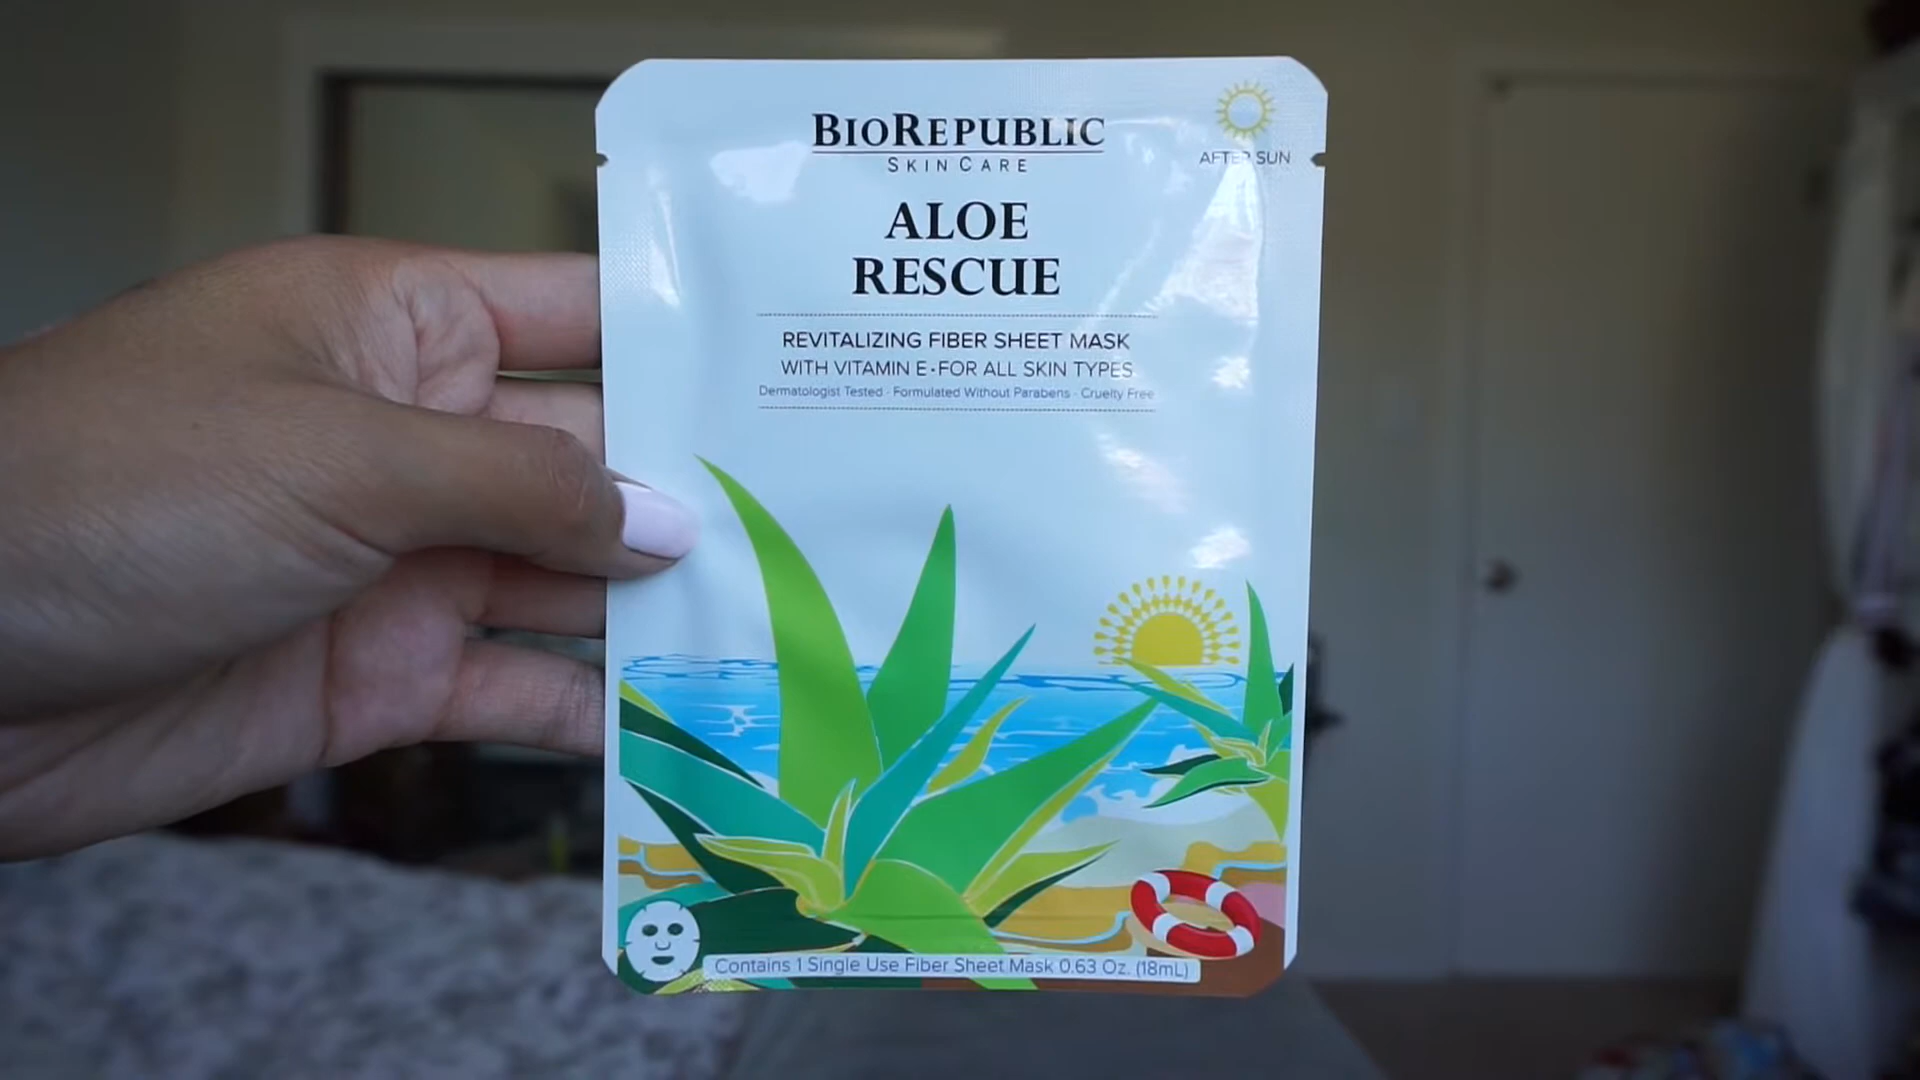 BIOREPUBLIC
SKINCARE
AFTER SUN
ALOE
RESCUE
REVITALIZING FIBER SHEET MASK
WITH VITAMIN E·FOR ALL SKIN TYPES
Dermatologist Tested · Formulated Without Parabens · Cruelty Free
Contains 1 Single Use Fiber Sheet Mask 0.63 Oz. (18mL)